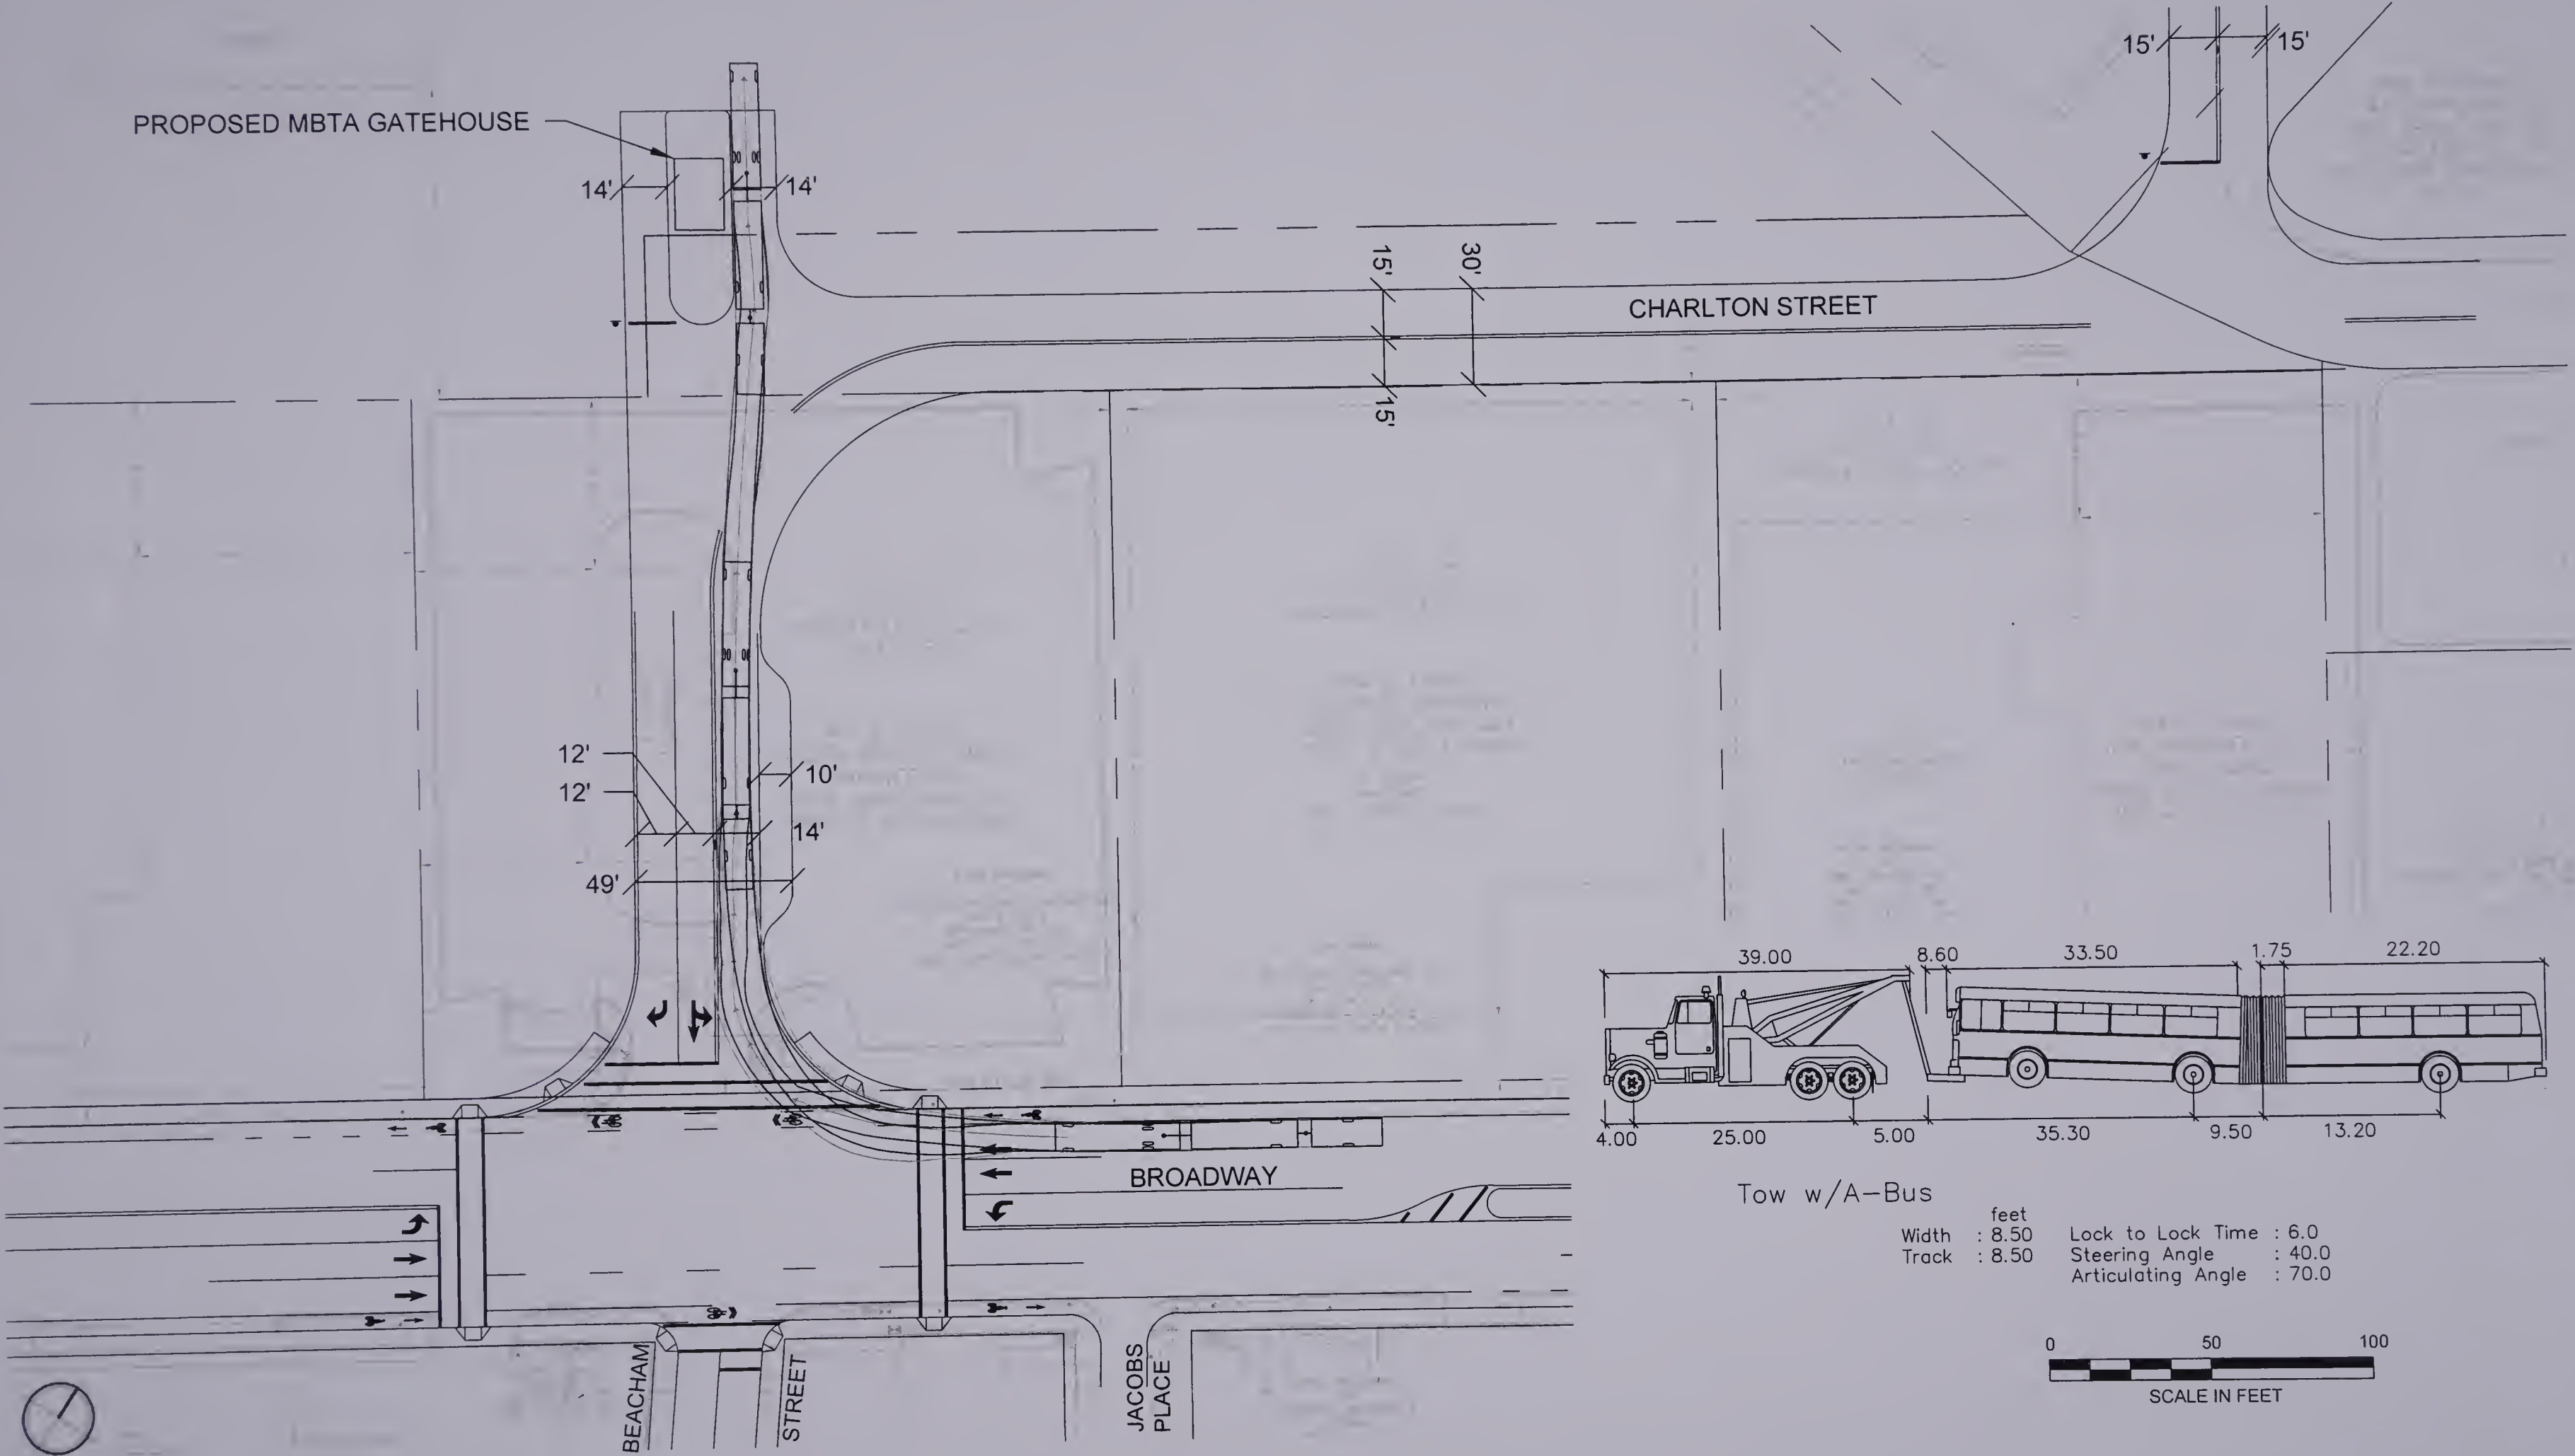 PROPOSED MBTA GATEHOUSE
14'
14'
15'
15'
15'
30'
15'
CHARLTON STREET
12'
12'
10'
14'
49'
BROADWAY
BEACHAM
STREET
JACOBS
PLACE
39.00
8.60
33.50
1.75
22.20
4.00
25.00
5.00
35.30
9.50
13.20
Tow w/A-Bus
feet
Width : 8.50
Track : 8.50
Lock to Lock Time : 6.0
Steering Angle : 40.0
Articulating Angle : 70.0
0 50 100
SCALE IN FEET